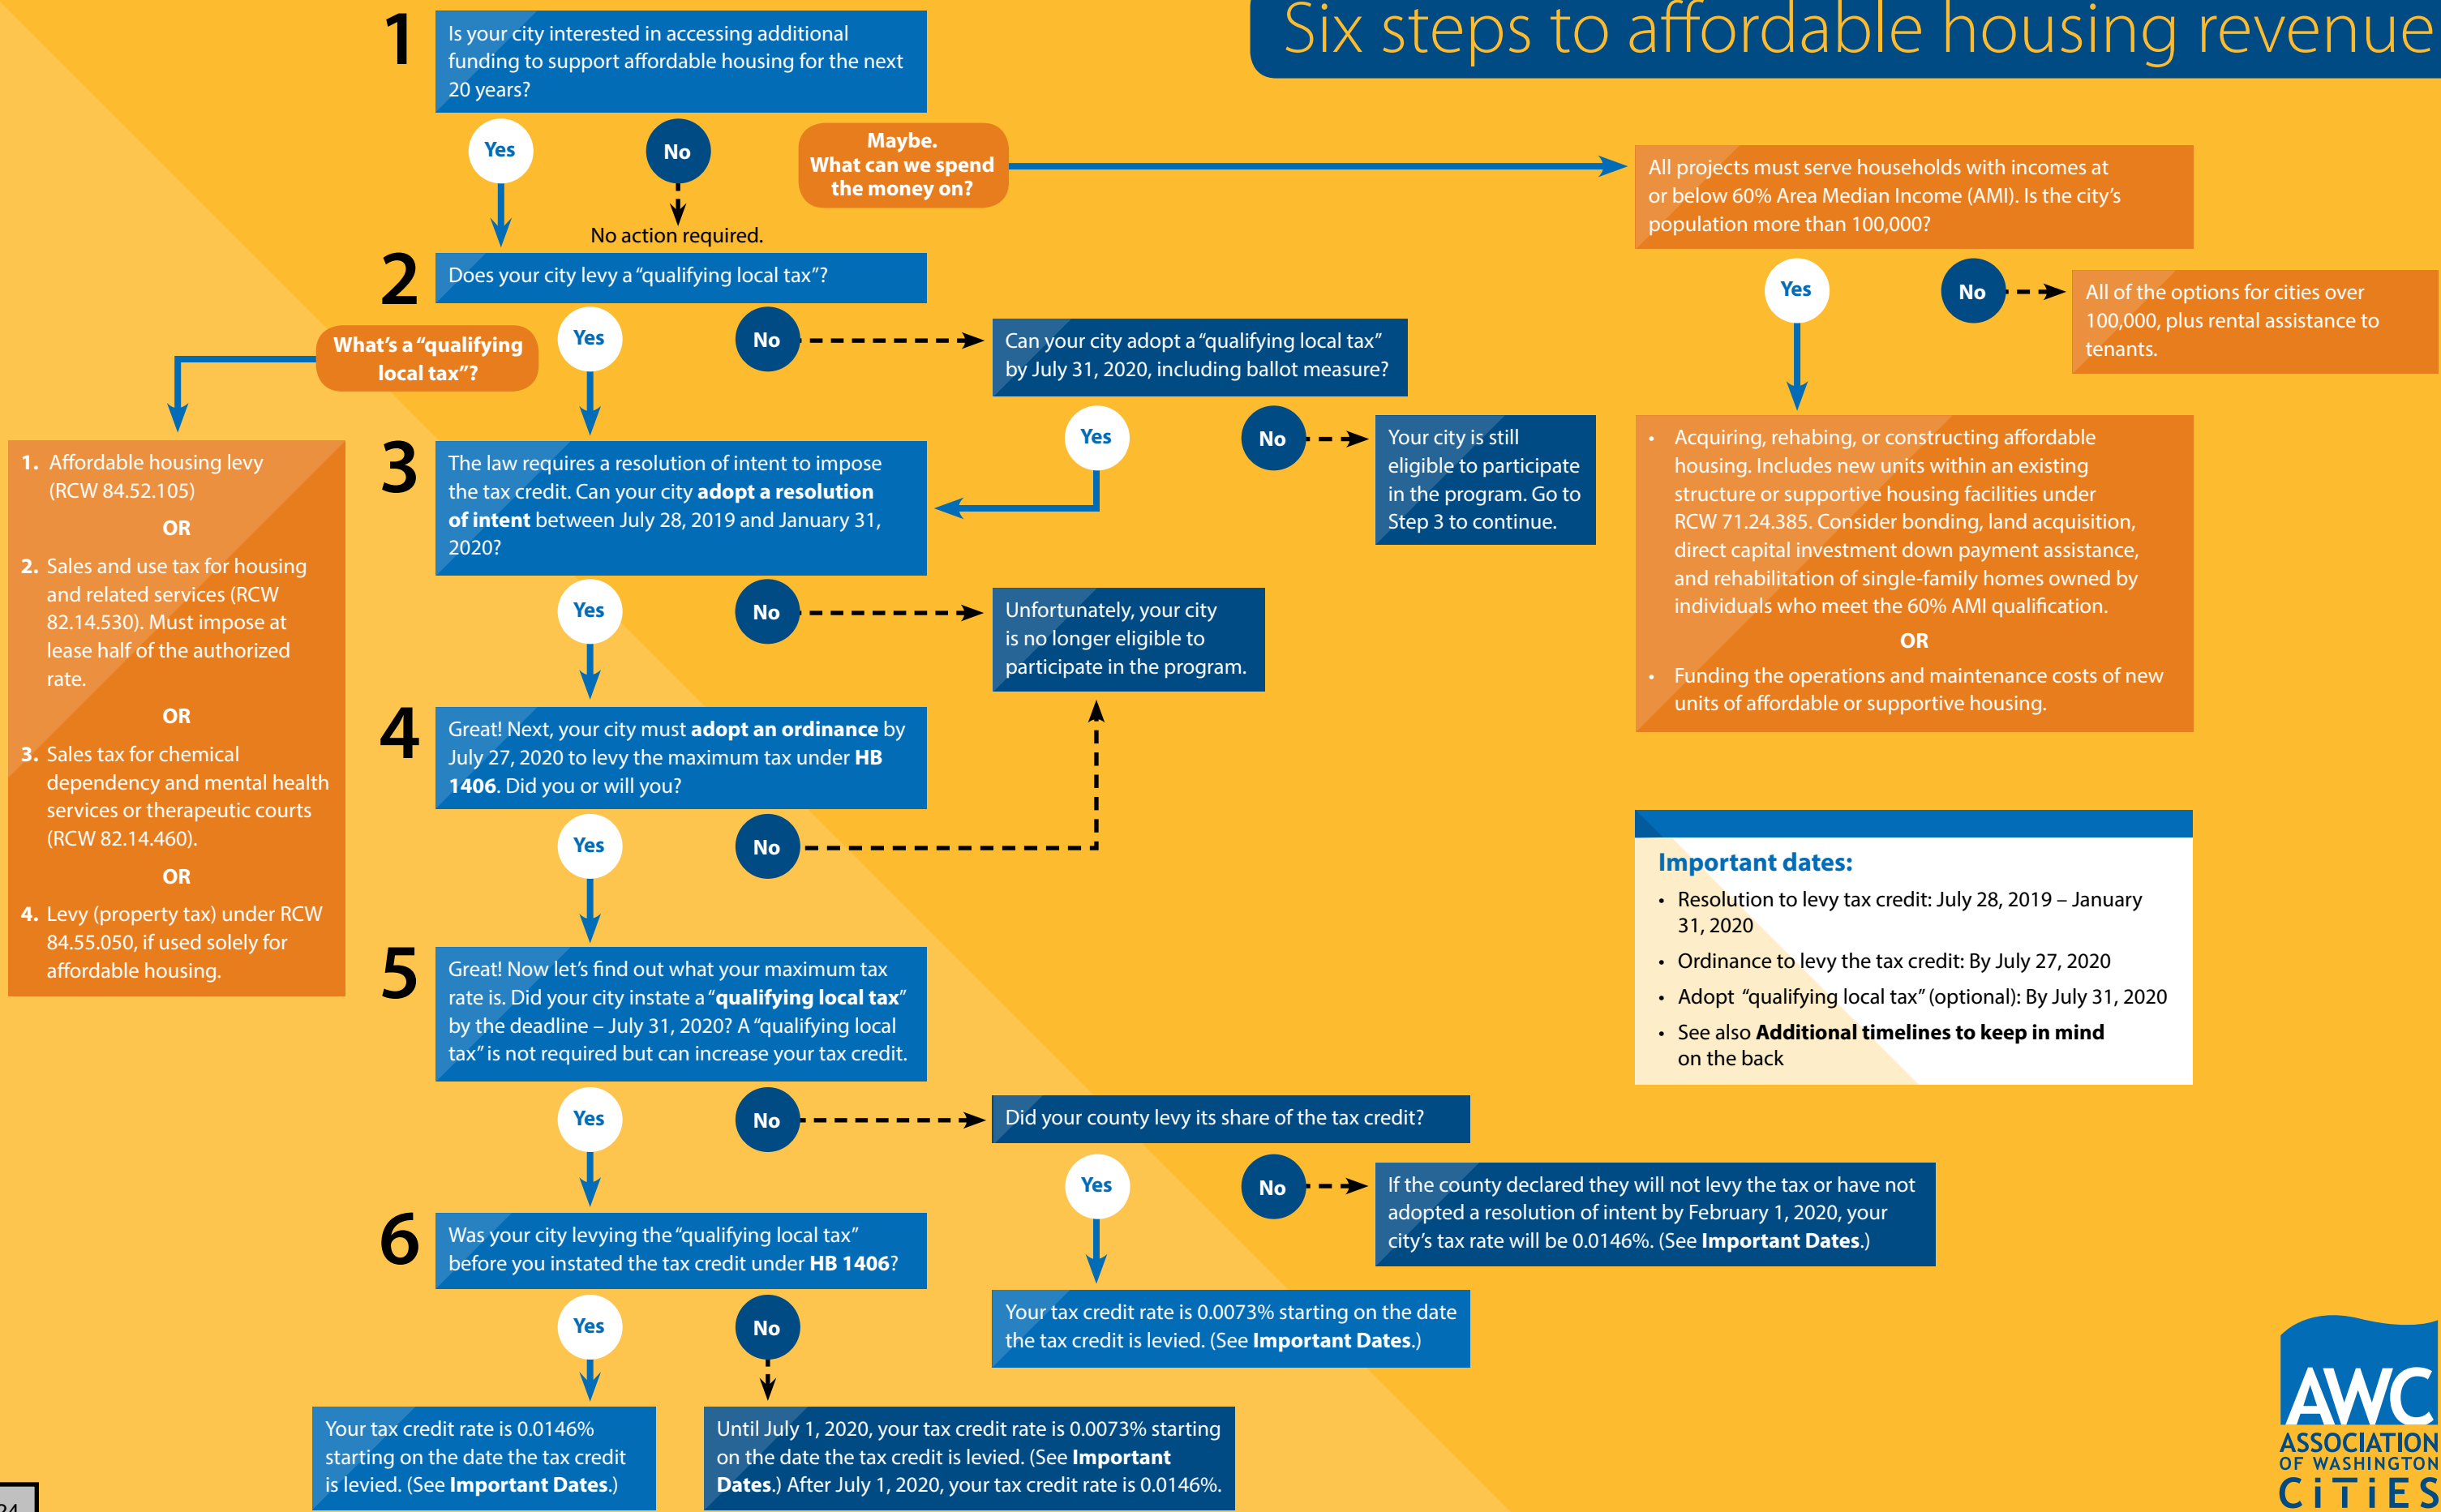 Six steps to affordable housing revenue
1
Is your city interested in accessing additional
funding to support affordable housing for the next
20 years?
Yes
No
Maybe.
What can we spend
the money on?
No action required.
All projects must serve households with incomes at
or below 60% Area Median Income (AMI). Is the city's
population more than 100,000?
Yes
No
All of the options for cities over
100,000, plus rental assistance to
tenants.
• Acquiring, rehabing, or constructing affordable
housing. Includes new units within an existing
structure or supportive housing facilities under
RCW 71.24.385. Consider bonding, land acquisition,
direct capital investment down payment assistance,
and rehabilitation of single-family homes owned by
individuals who meet the 60% AMI qualification.
OR
• Funding the operations and maintenance costs of new
units of affordable or supportive housing.
2
Does your city levy a "qualifying local tax"?
What's a "qualifying
local tax"?
Yes
No
Can your city adopt a "qualifying local tax"
by July 31, 2020, including ballot measure?
Yes
No
Your city is still
eligible to participate
in the program. Go to
Step 3 to continue.
1. Affordable housing levy
(RCW 84.52.105)
OR
2. Sales and use tax for housing
and related services (RCW
82.14.530). Must impose at
lease half of the authorized
rate.
OR
3. Sales tax for chemical
dependency and mental health
services or therapeutic courts
(RCW 82.14.460).
OR
4. Levy (property tax) under RCW
84.55.050, if used solely for
affordable housing.
3
The law requires a resolution of intent to impose
the tax credit. Can your city adopt a resolution
of intent between July 28, 2019 and January 31,
2020?
Yes
No
Unfortunately, your city
is no longer eligible to
participate in the program.
4
Great! Next, your city must adopt an ordinance by
July 27, 2020 to levy the maximum tax under HB
1406. Did you or will you?
Yes
No
Important dates:
• Resolution to levy tax credit: July 28, 2019 – January
31, 2020
• Ordinance to levy the tax credit: By July 27, 2020
• Adopt "qualifying local tax" (optional): By July 31, 2020
• See also Additional timelines to keep in mind
on the back
5
Great! Now let's find out what your maximum tax
rate is. Did your city instate a "qualifying local tax"
by the deadline – July 31, 2020? A "qualifying local
tax" is not required but can increase your tax credit.
Yes
No
Did your county levy its share of the tax credit?
Yes
No
If the county declared they will not levy the tax or have not
adopted a resolution of intent by February 1, 2020, your
city's tax rate will be 0.0146%. (See Important Dates.)
Your tax credit rate is 0.0073% starting on the date
the tax credit is levied. (See Important Dates.)
6
Was your city levying the "qualifying local tax"
before you instated the tax credit under HB 1406?
Yes
No
Your tax credit rate is 0.0146%
starting on the date the tax credit
is levied. (See Important Dates.)
Until July 1, 2020, your tax credit rate is 0.0073% starting
on the date the tax credit is levied. (See Important
Dates.) After July 1, 2020, your tax credit rate is 0.0146%.
AWC
ASSOCIATION
OF WASHINGTON
CiTiES